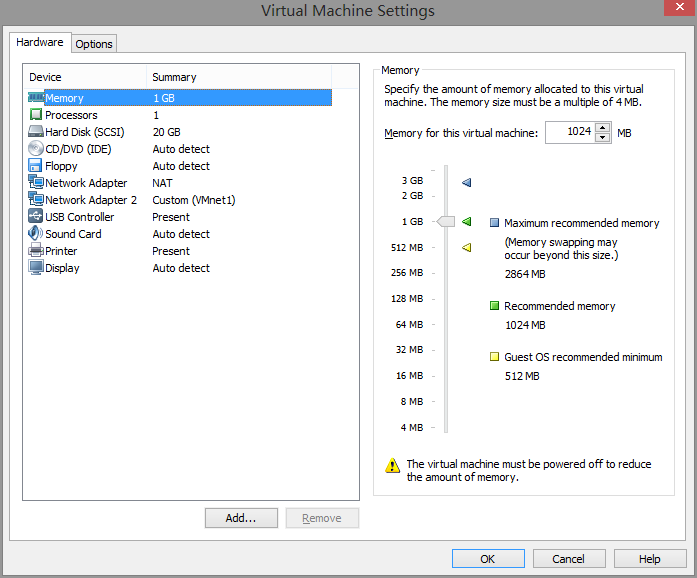 Virtual Machine Settings
Hardware
Options
Device Summary
Memory 1 GB
Processors 1
Hard Disk (SCSI) 20 GB
CD/DVD (IDE) Auto detect
Floppy Auto detect
Network Adapter NAT
Network Adapter 2 Custom (VMnet1)
USB Controller Present
Sound Card Auto detect
Printer Present
Display Auto detect
Add...
Remove
Memory
Specify the amount of memory allocated to this virtual
machine. The memory size must be a multiple of 4 MB.
Memory for this virtual machine: 1024 MB
3 GB
2 GB
1 GB
512 MB
256 MB
128 MB
64 MB
32 MB
16 MB
8 MB
4 MB
Maximum recommended memory
(Memory swapping may
occur beyond this size.)
2864 MB
Recommended memory
1024 MB
Guest OS recommended minimum
512 MB
The virtual machine must be powered off to reduce
the amount of memory.
OK
Cancel
Help